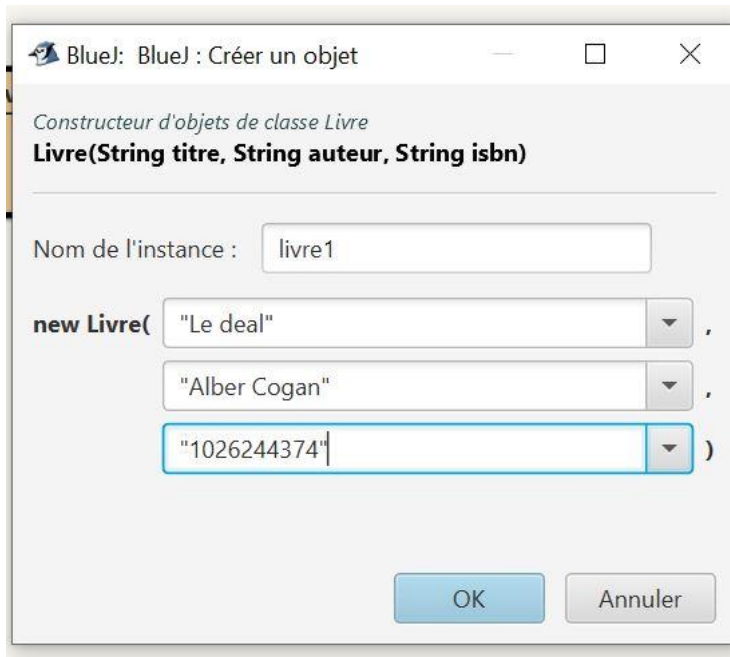 BlueJ: BlueJ : Créer un objet
Constructeur d'objets de classe Livre
Livre(String titre, String auteur, String isbn)
Nom de l'instance : livre1
new Livre( "Le deal" ,
"Alber Cogan" ,
"1026244374" )
OK Annuler